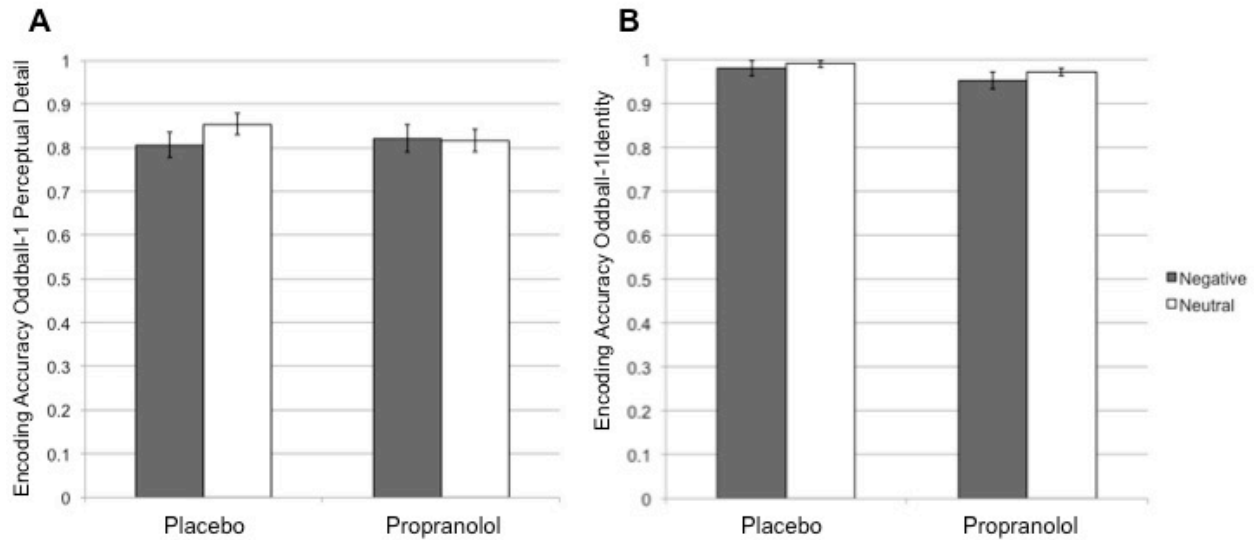 A
Encoding Accuracy Oddball-1 Perceptual Detail
1
0.9
0.8
0.7
0.6
0.5
0.4
0.3
0.2
0.1
0
Placebo Propranolol
B
Encoding Accuracy Oddball-1Identity
1
0.9
0.8
0.7
0.6
0.5
0.4
0.3
0.2
0.1
0
Placebo Propranolol
Negative
Neutral